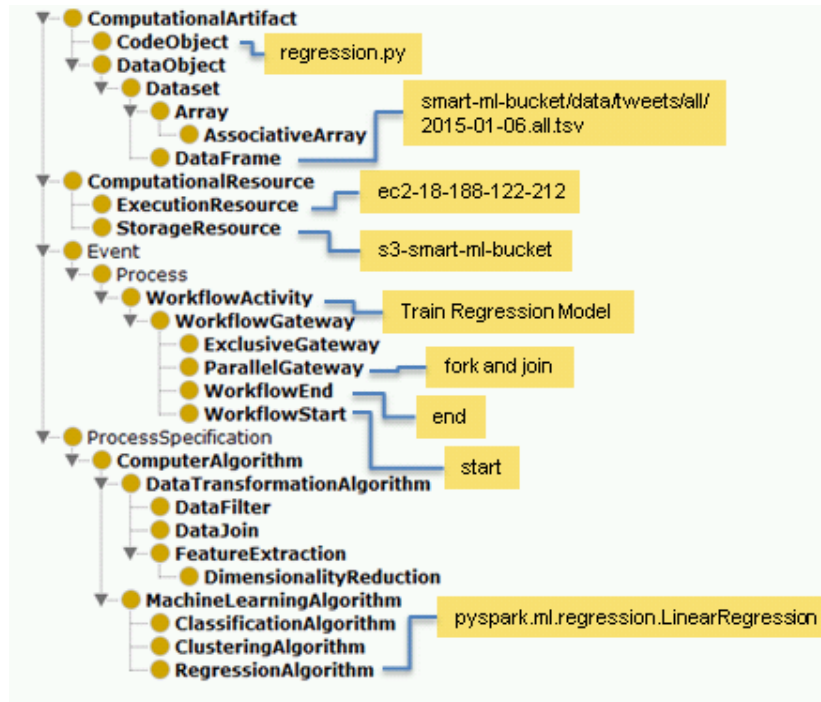 ComputationalArtifact
CodeObject
regression.py
DataObject
Dataset
Array
smart-ml-bucket/data/tweets/all/
2015-01-06.all.tsv
AssociativeArray
DataFrame
ComputationalResource
ExecutionResource
ec2-18-188-122-212
StorageResource
s3-smart-ml-bucket
Event
Process
WorkflowActivity
Train Regression Model
WorkflowGateway
ExclusiveGateway
ParallelGateway
fork and join
WorkflowEnd
end
WorkflowStart
start
ProcessSpecification
ComputerAlgorithm
DataTransformationAlgorithm
DataFilter
DataJoin
FeatureExtraction
DimensionalityReduction
MachineLearningAlgorithm
ClassificationAlgorithm
pyspark.ml.regression.LinearRegression
ClusteringAlgorithm
RegressionAlgorithm